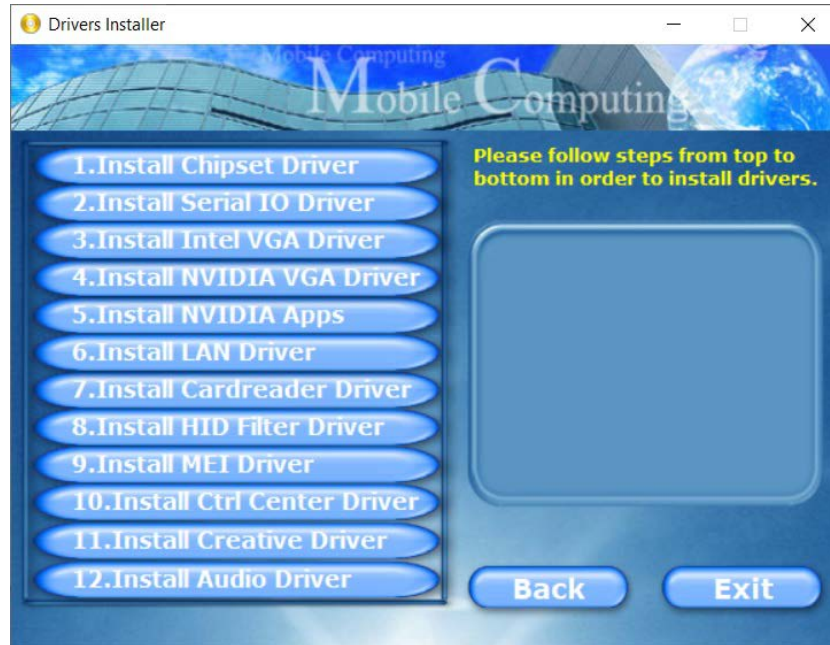 Drivers Installer
Mobile Computing
Mobile Computing
Please follow steps from top to
bottom in order to install drivers.
1.Install Chipset Driver
2.Install Serial IO Driver
3.Install Intel VGA Driver
4.Install NVIDIA VGA Driver
5.Install NVIDIA Apps
6.Install LAN Driver
7.Install Cardreader Driver
8.Install HID Filter Driver
9.Install MEI Driver
10.Install Ctrl Center Driver
11.Install Creative Driver
12.Install Audio Driver
Back
Exit